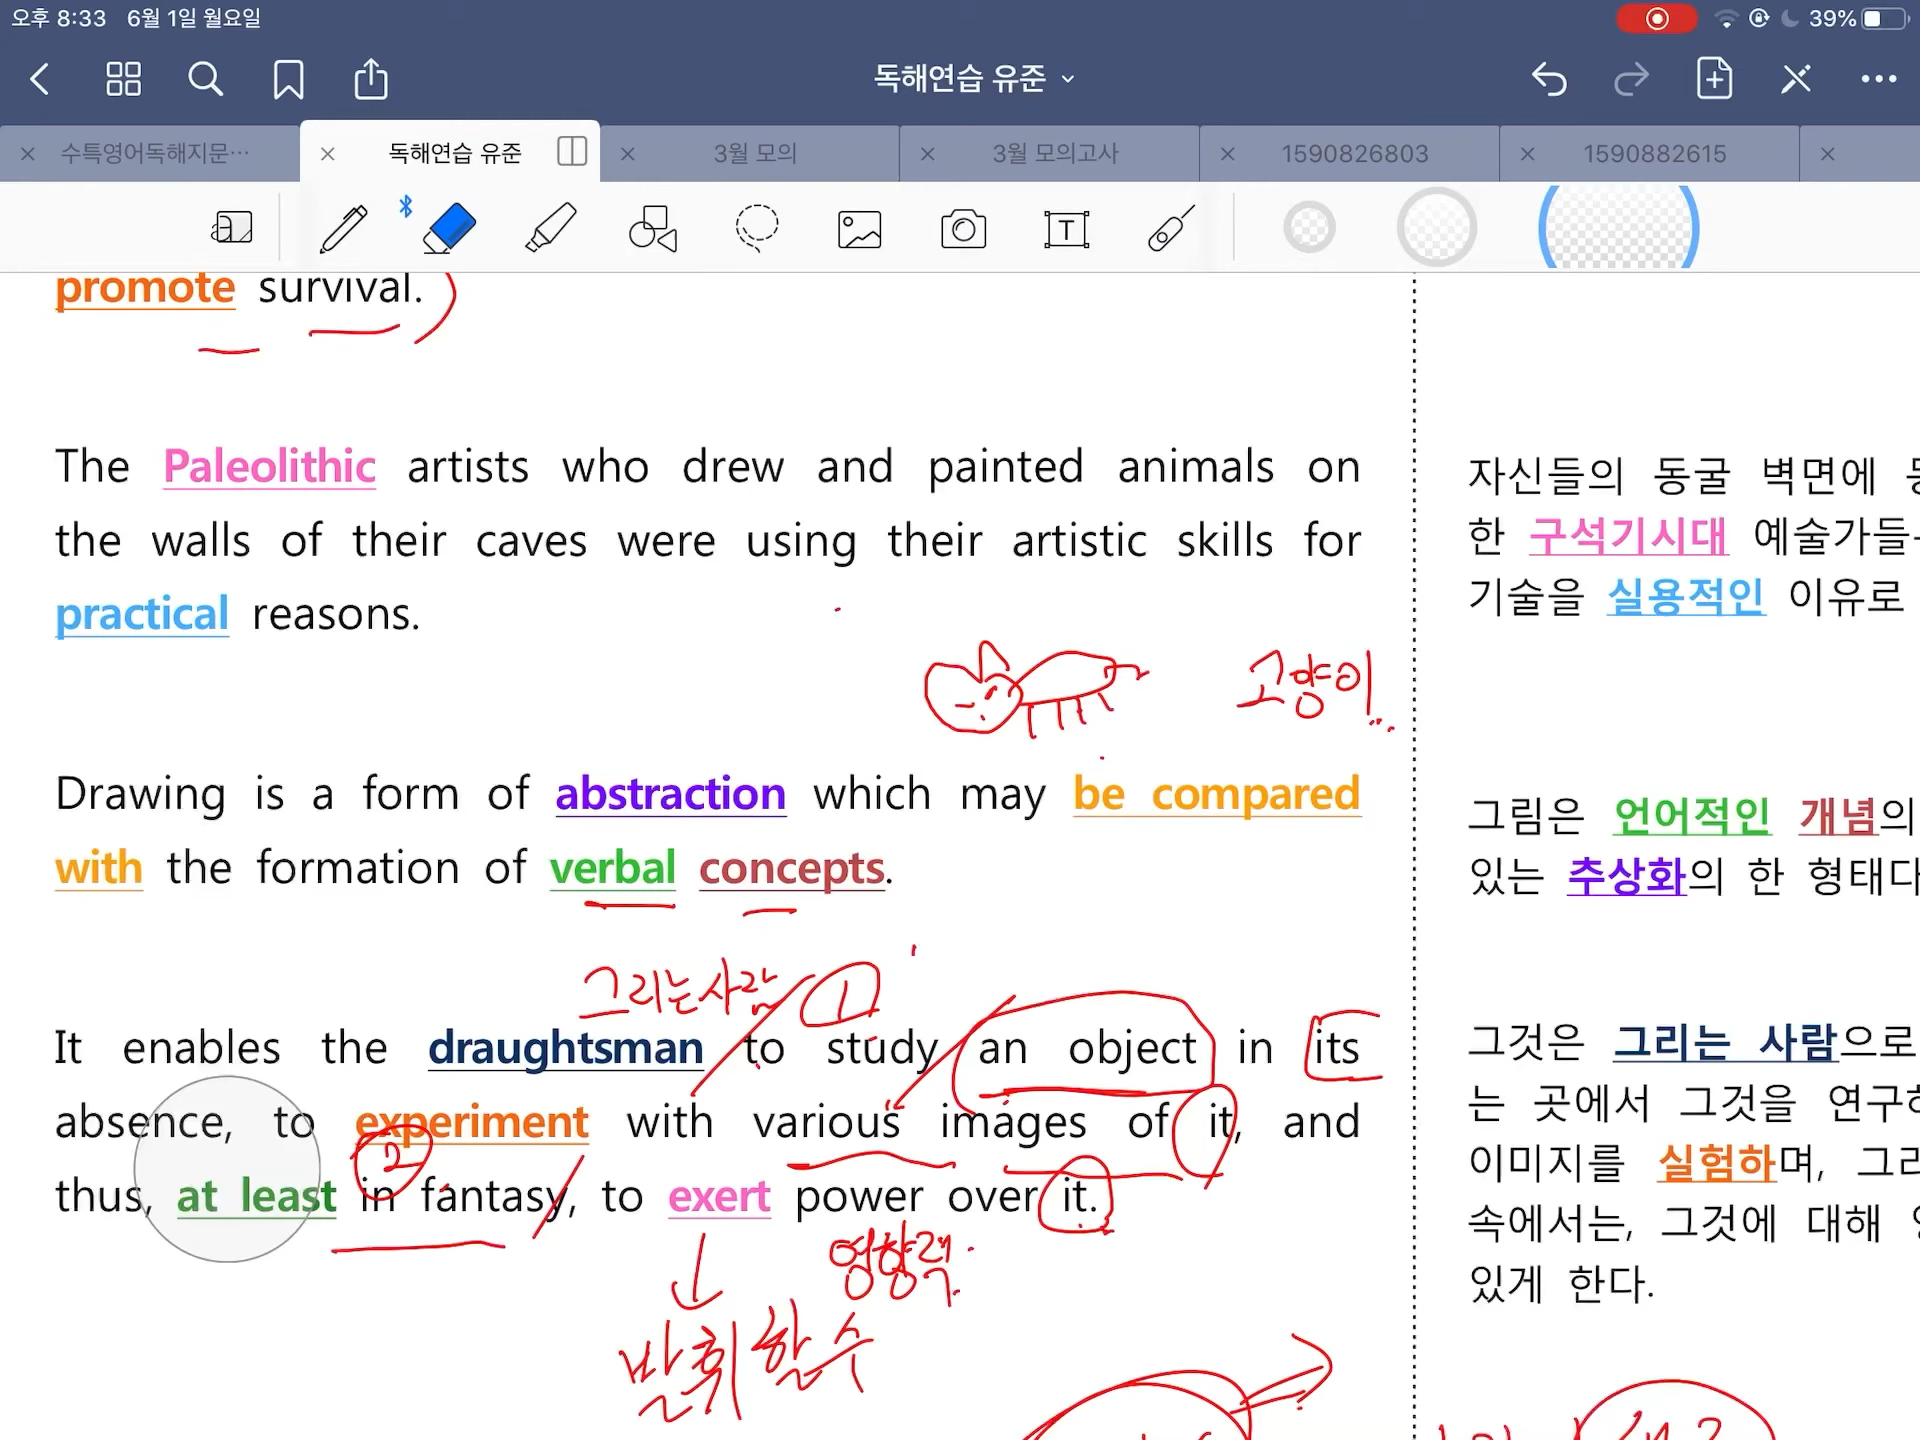 오후 8:33 6월 1일 월요일
39%
독해연습 유준
수특영어독해지문…
독해연습 유준
3월 모의
3월 모의고사
1590826803
1590882615
T
promote survival.
The Paleolithic artists who drew and painted animals on
the walls of their caves were using their artistic skills for
practical reasons.
고양이...
Drawing is a form of abstraction which may be compared
with the formation of verbal concepts.
그리는사람 1
It enables the draughtsman to study an object in its
absence, to experiment with various images of it, and
2
thus, at least in fantasy, to exert power over it.
영향력
발휘할수
자신들의 동굴 벽면에
한 구석기시대 예술가들
기술을 실용적인 이유로
그림은 언어적인 개념의
있는 추상화의 한 형태다
그것은 그리는 사람으로
는 곳에서 그것을 연구하
이미지를 실험하며, 그리
속에서는, 그것에 대해
있게 한다.